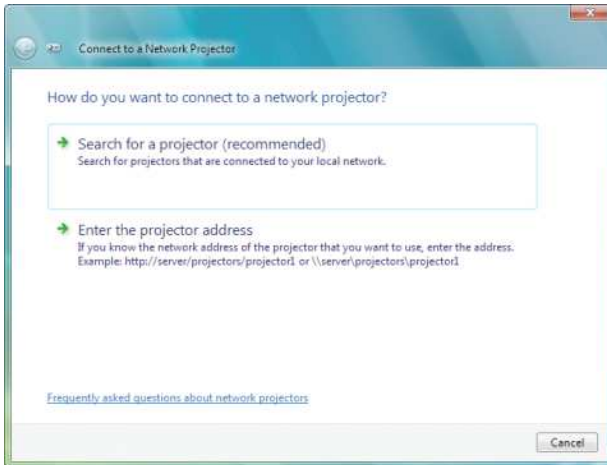 Connect to a Network Projector
How do you want to connect to a network projector?
Search for a projector (recommended)
Search for projectors that are connected to your local network.
Enter the projector address
If you know the network address of the projector that you want to use, enter the address.
Example: http://server/projectors/projector1 or \\server\projectors\projector1
Frequently asked questions about network projectors
Cancel